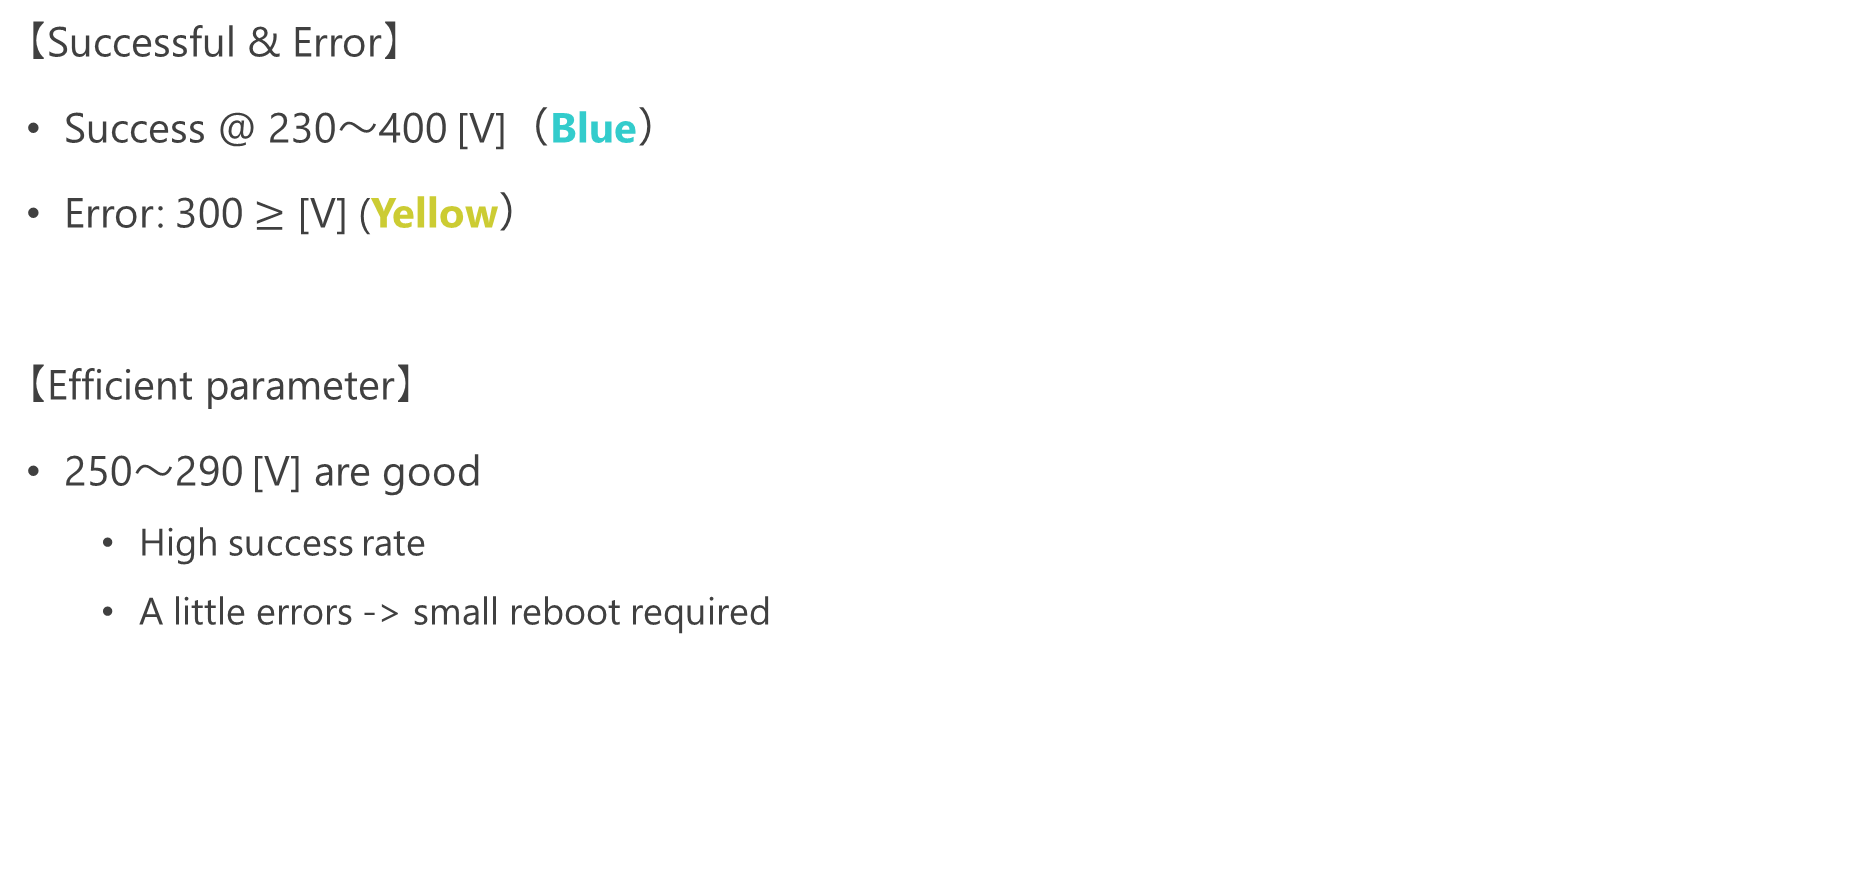 【Successful & Error】
• Success @ 230～400 [V]（Blue）
• Error: 300 ≧ [V] (Yellow）
【Efficient parameter】
• 250～290 [V] are good
• High success rate
• A little errors -> small reboot required